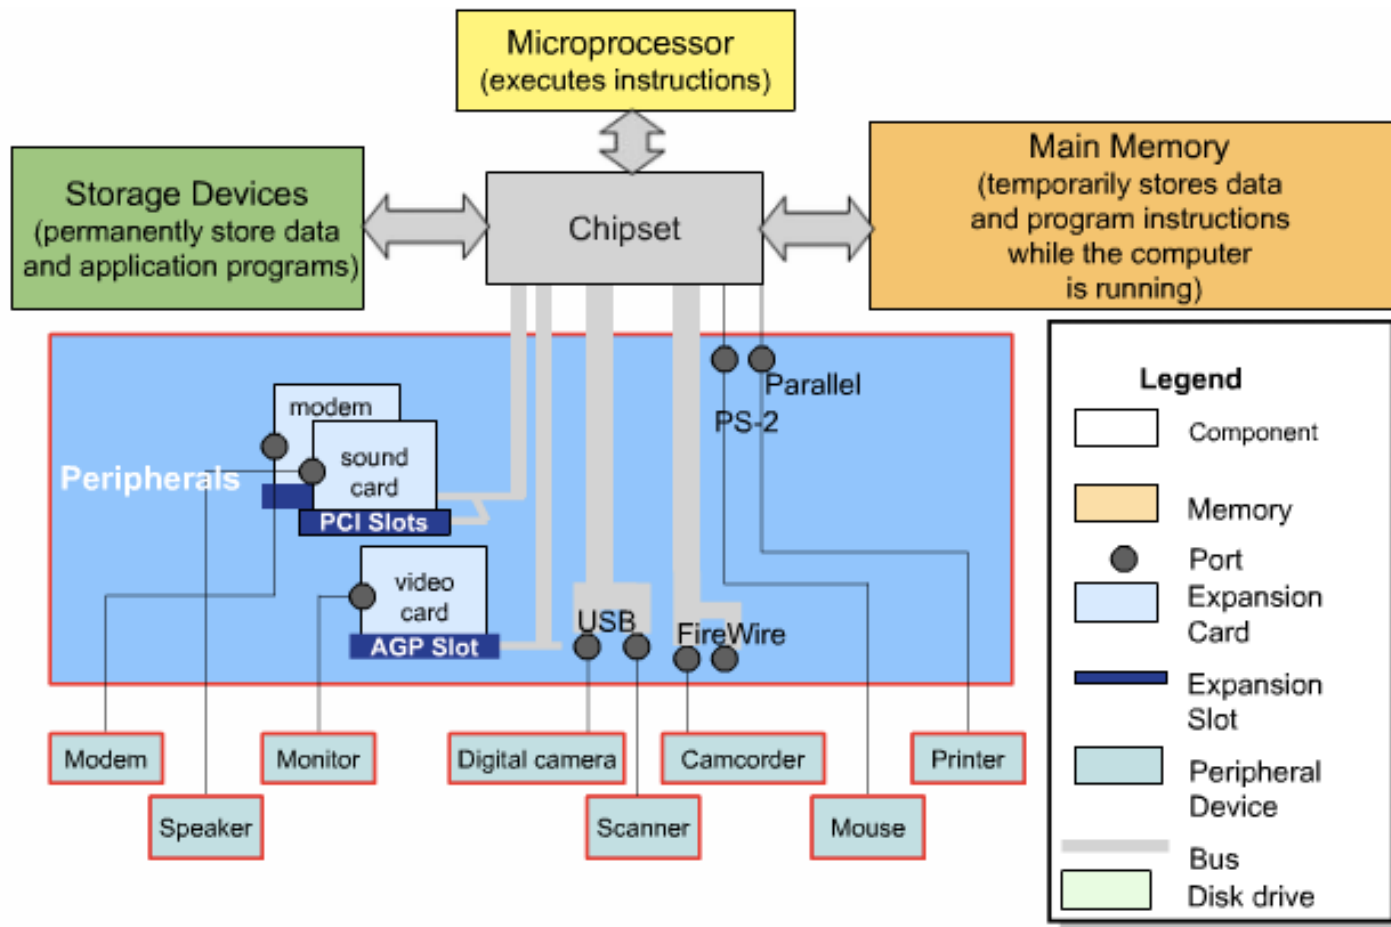 Microprocessor
(executes instructions)
Storage Devices
(permanently store data
and application programs)
Chipset
Main Memory
(temporarily stores data
and program instructions
while the computer
is running)
Peripherals
modem
sound
card
PCI Slots
video
card
AGP Slot
USB
FireWire
PS-2
Parallel
Modem
Speaker
Monitor
Digital camera
Scanner
Camcorder
Mouse
Printer
Legend
Component
Memory
Port
Expansion
Card
Expansion
Slot
Peripheral
Device
Bus
Disk drive